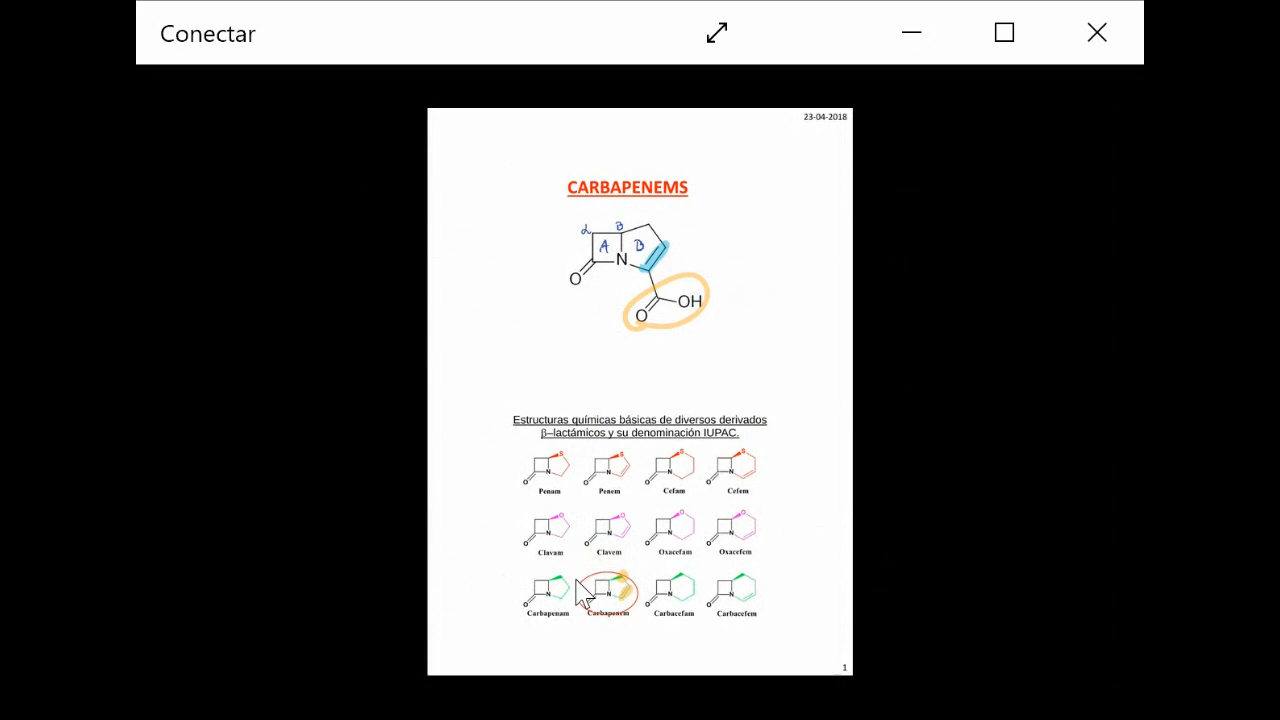 Conectar
23-04-2018
CARBAPENEMS
α β
A B
N
O
OH
O
Estructuras químicas básicas de diversos derivados
β–lactámicos y su denominación IUPAC.
S S S S
N N N N
O O O O
Penam Penem Cefam Cefem
O O O O
N N N N
O O O O
Clavam Clavem Oxacefam Oxacefem
N N N N
O O O O
Carbapenam Carbapenem Carbacefam Carbacefem
1